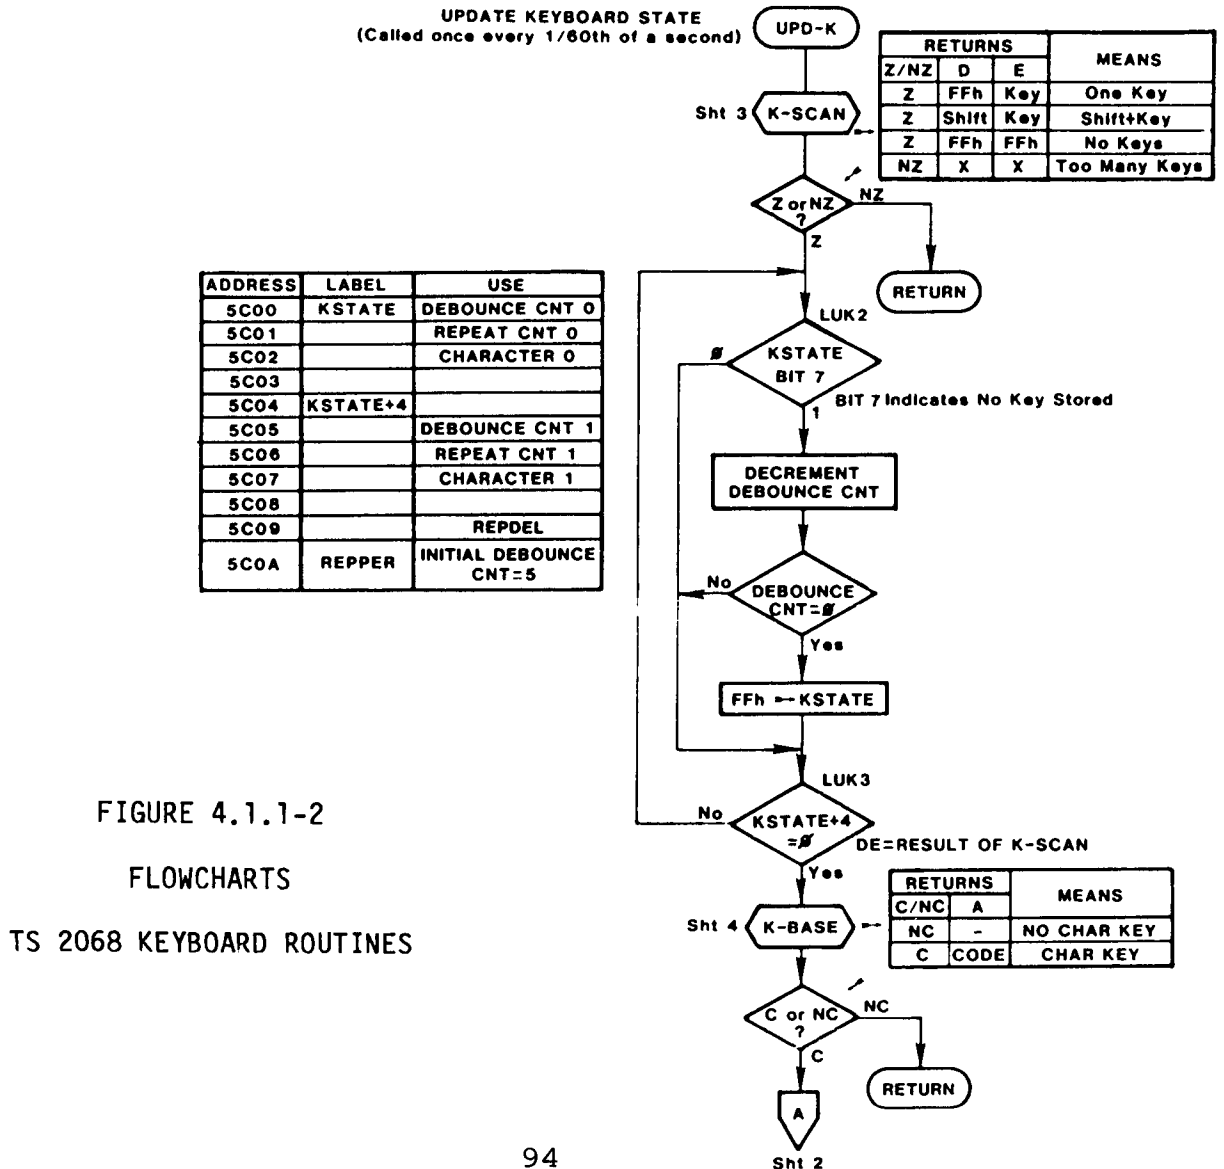 UPDATE KEYBOARD STATE
(Called once every 1/60th of a second)
UPD-K
RETURNS MEANS
Z/NZ D E
Z FFh Key One Key
Z Shift Key Shift+Key
Z FFh FFh No Keys
NZ X X Too Many Keys
Sht 3 K-SCAN
Z or NZ ?
NZ
Z
RETURN
ADDRESS LABEL USE
5C00 KSTATE DEBOUNCE CNT 0
5C01 REPEAT CNT 0
5C02 CHARACTER 0
5C03
5C04 KSTATE+4
5C05 DEBOUNCE CNT 1
5C06 REPEAT CNT 1
5C07 CHARACTER 1
5C08
5C09 REPDEL
5C0A REPPER INITIAL DEBOUNCE
CNT=5
LUK2
Ø
KSTATE
BIT 7
1
BIT 7 Indicates No Key Stored
DECREMENT
DEBOUNCE CNT
No
DEBOUNCE
CNT=Ø
Yes
FFh KSTATE
LUK3
No
KSTATE+4
=Ø
DE=RESULT OF K-SCAN
Yes
Sht 4 K-BASE
RETURNS MEANS
C/NC A
NC - NO CHAR KEY
C CODE CHAR KEY
C or NC
?
NC
C
RETURN
A
Sht 2
FIGURE 4.1.1-2
FLOWCHARTS
TS 2068 KEYBOARD ROUTINES
94